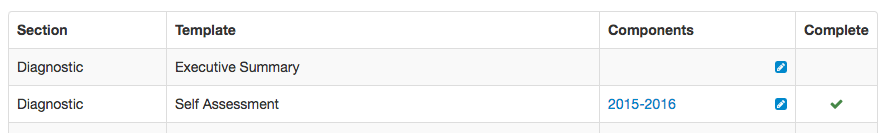 Section Template Components Complete
Diagnostic Executive Summary
Diagnostic Self Assessment 2015-2016